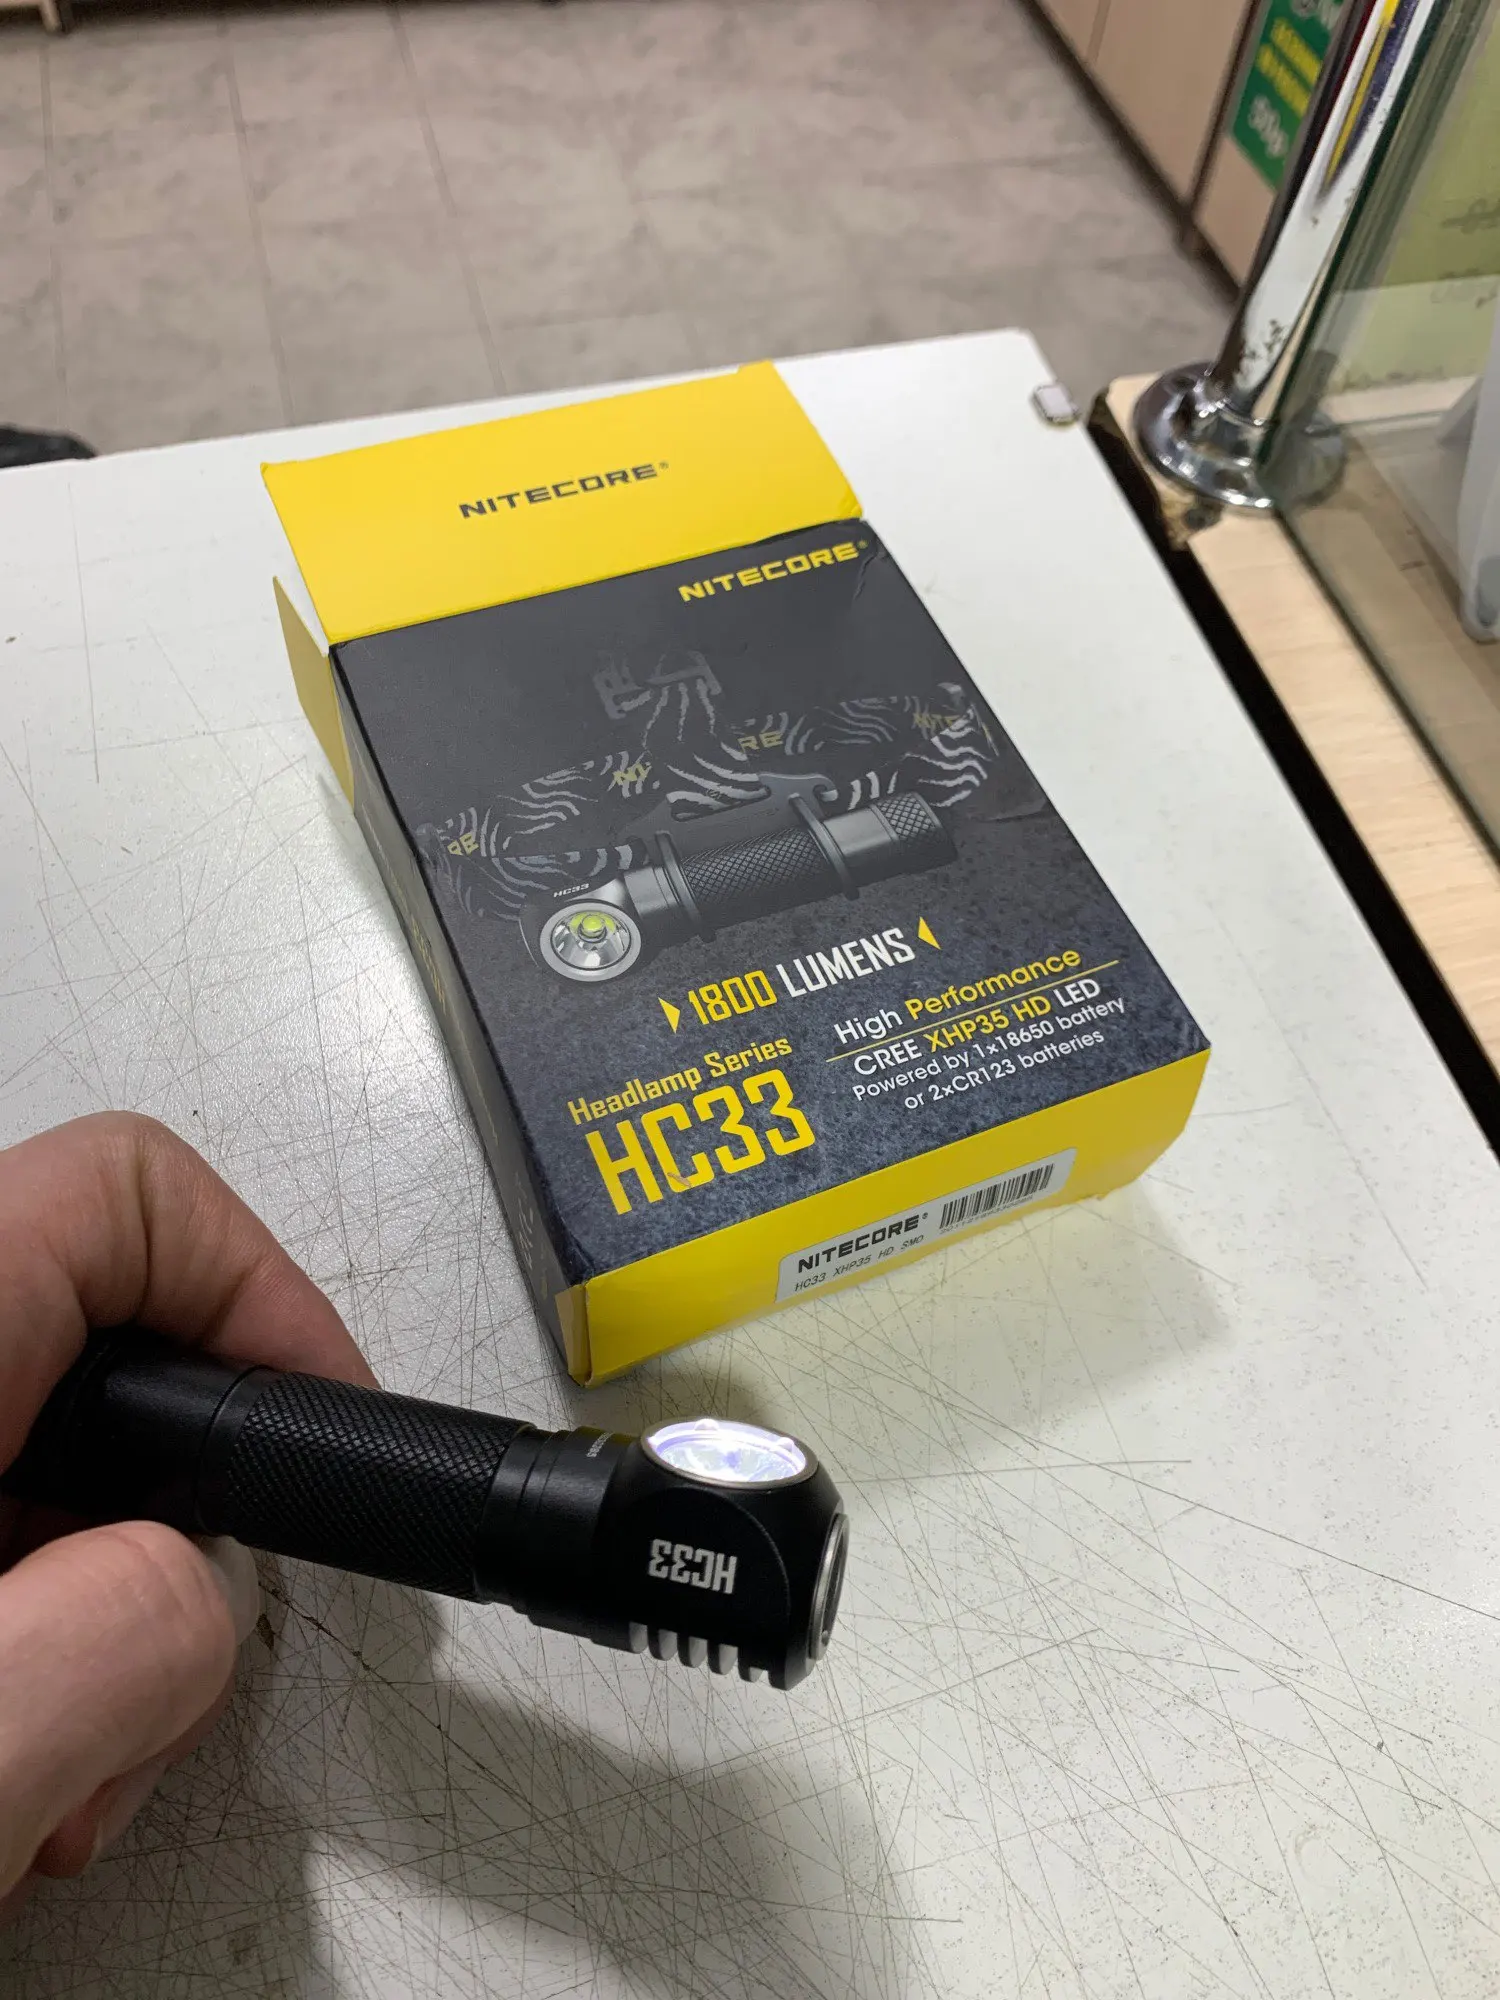 NITECORE®
NITECORE®
HC33
1800 LUMENS
Headlamp Series
HC33
High Performance
CREE XHP35 HD LED
Powered by 1×18650 battery
or 2×CR123 batteries
NITECORE®
HC33 XHP35 HD SMO
HC33